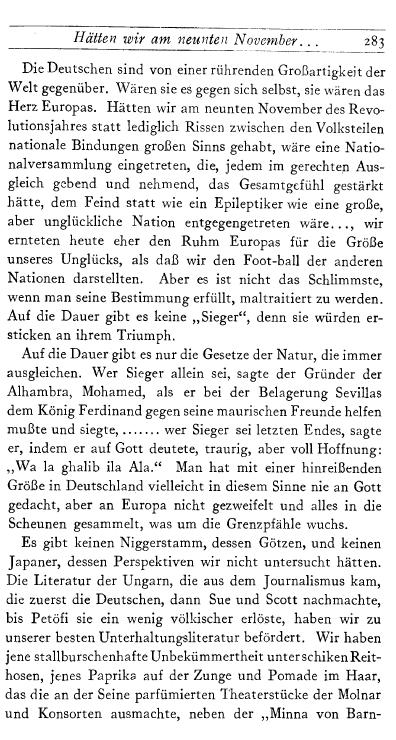 Hätten wir am neunten November... 283
Die Deutschen sind von einer rührenden Großartigkeit der
Welt gegenüber. Wären sie es gegen sich selbst, sie wären das
Herz Europas. Hätten wir am neunten November des Revo-
lutionsjahres statt lediglich Rissen zwischen den Volksteilen
nationale Bindungen großen Sinns gehabt, wäre eine Natio-
nalversammlung eingetreten, die, jedem im gerechten Aus-
gleich gebend und nehmend, das Gesamtgefühl gestärkt
hätte, dem Feind statt wie ein Epileptiker wie eine große,
aber unglückliche Nation entgegengetreten wäre..., wir
ernteten heute eher den Ruhm Europas für die Größe
unseres Unglücks, als daß wir den Foot-ball der anderen
Nationen darstellten. Aber es ist nicht das Schlimmste,
wenn man seine Bestimmung erfüllt, maltraitiert zu werden.
Auf die Dauer gibt es keine „Sieger", denn sie würden er-
sticken an ihrem Triumph.
Auf die Dauer gibt es nur die Gesetze der Natur, die immer
ausgleichen. Wer Sieger allein sei, sagte der Gründer der
Alhambra, Mohamed, als er bei der Belagerung Sevillas
dem König Ferdinand gegen seine maurischen Freunde helfen
mußte und siegte, ....... wer Sieger sei letzten Endes, sagte
er, indem er auf Gott deutete, traurig, aber voll Hoffnung:
„Wa la ghalib ila Ala." Man hat mit einer hinreißenden
Größe in Deutschland vielleicht in diesem Sinne nie an Gott
gedacht, aber an Europa nicht gezweifelt und alles in die
Scheunen gesammelt, was um die Grenzpfähle wuchs.
Es gibt keinen Niggerstamm, dessen Götzen, und keinen
Japaner, dessen Perspektiven wir nicht untersucht hätten.
Die Literatur der Ungarn, die aus dem Journalismus kam,
die zuerst die Deutschen, dann Sue und Scott nachmachte,
bis Petöfi sie ein wenig völkischer erlöste, haben wir zu
unserer besten Unterhaltungsliteratur befördert. Wir haben
jene stallburschenhafte Unbekümmertheit unter schiken Reit-
hosen, jenes Paprika auf der Zunge und Pomade im Haar,
das die an der Seine parfümierten Theaterstücke der Molnar
und Konsorten ausmachte, neben der „Minna von Barn-